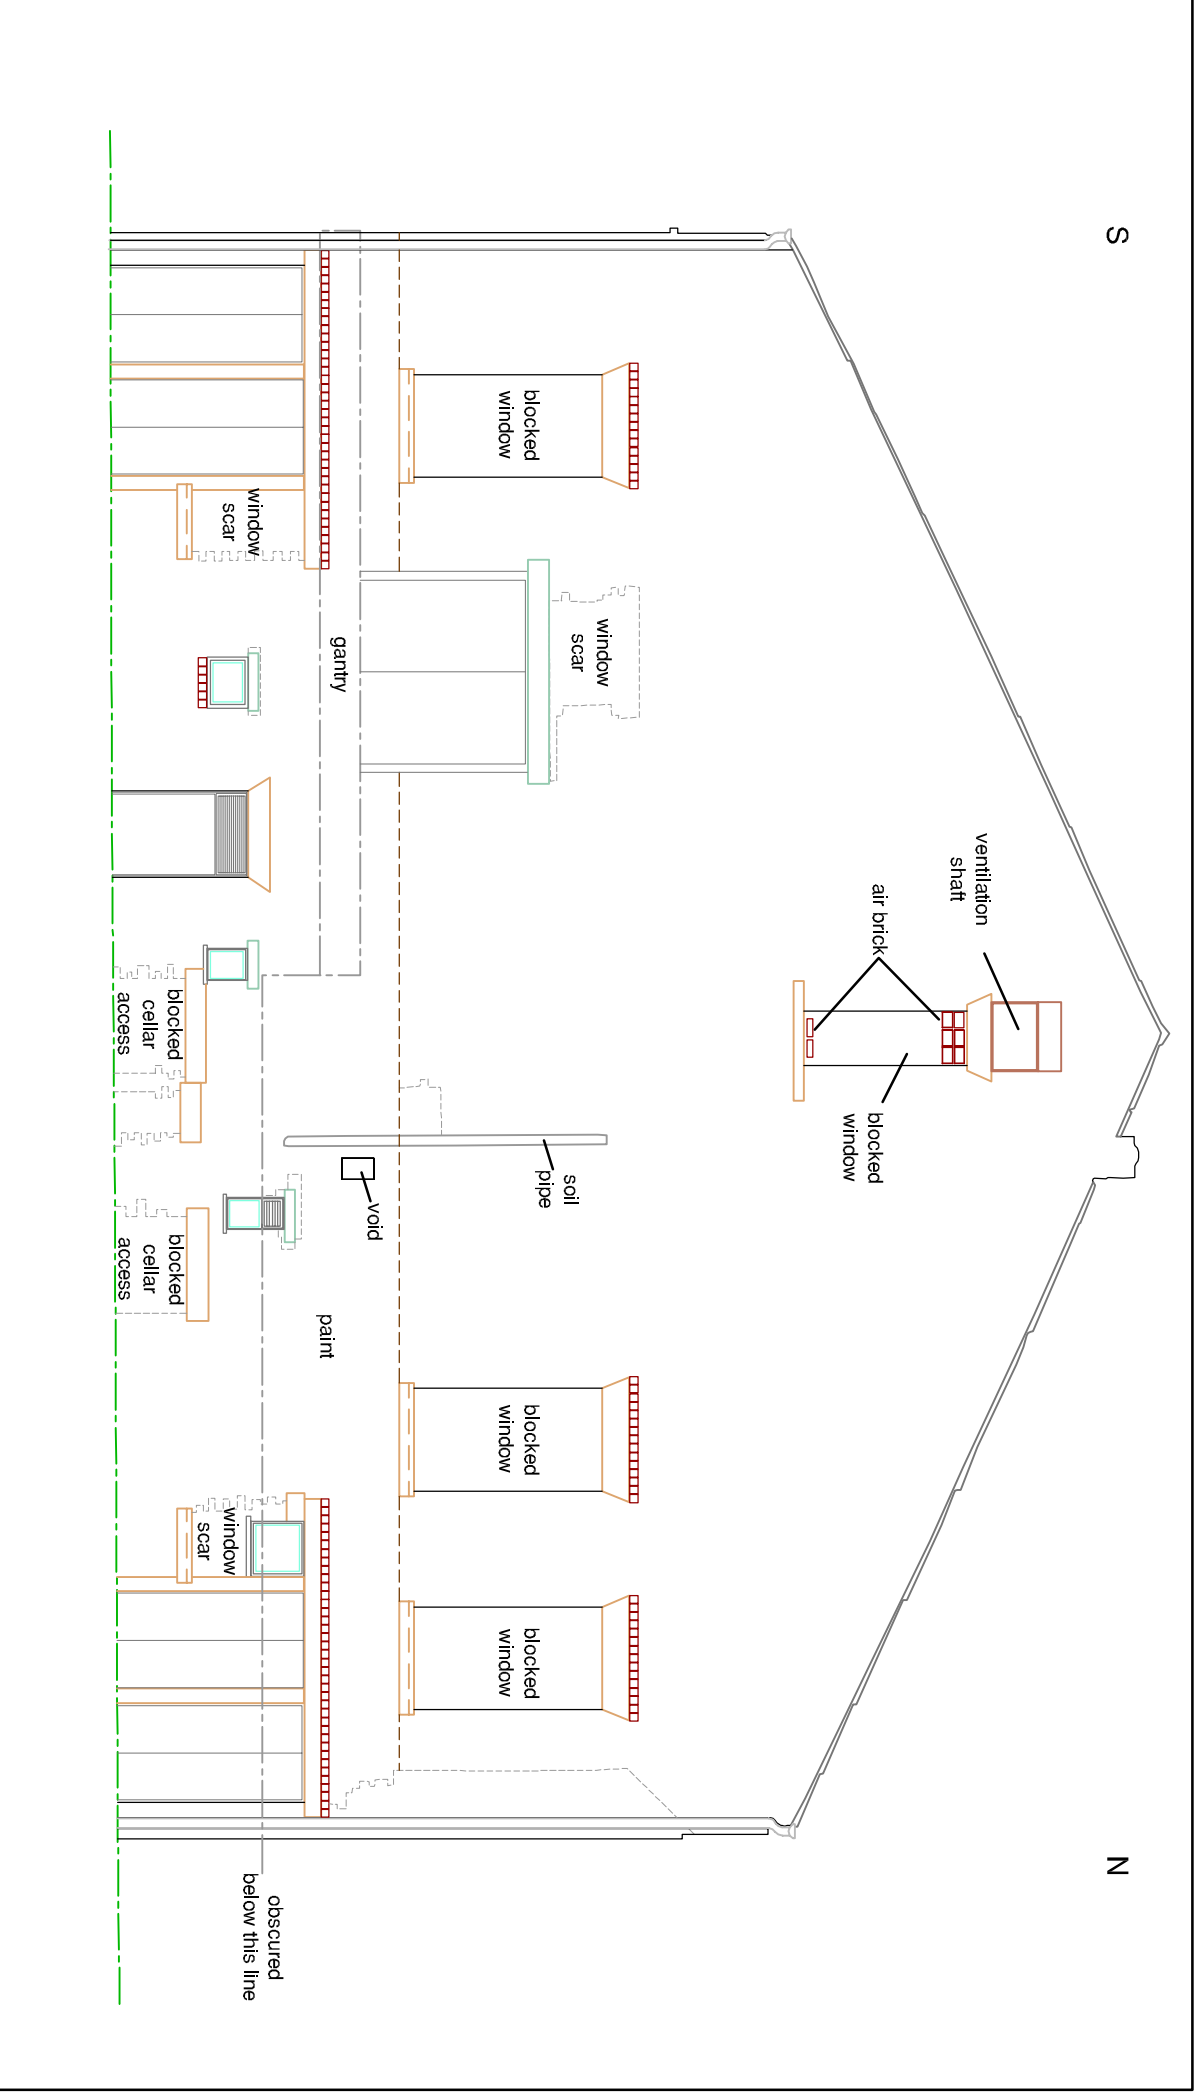 S
N
ventilation
shaft
air brick
blocked
window
blocked
window
window
scar
soil
pipe
blocked
window
blocked
window
void
gantry
paint
window
scar
window
scar
obscured
below this line
blocked
cellar
access
blocked
cellar
access